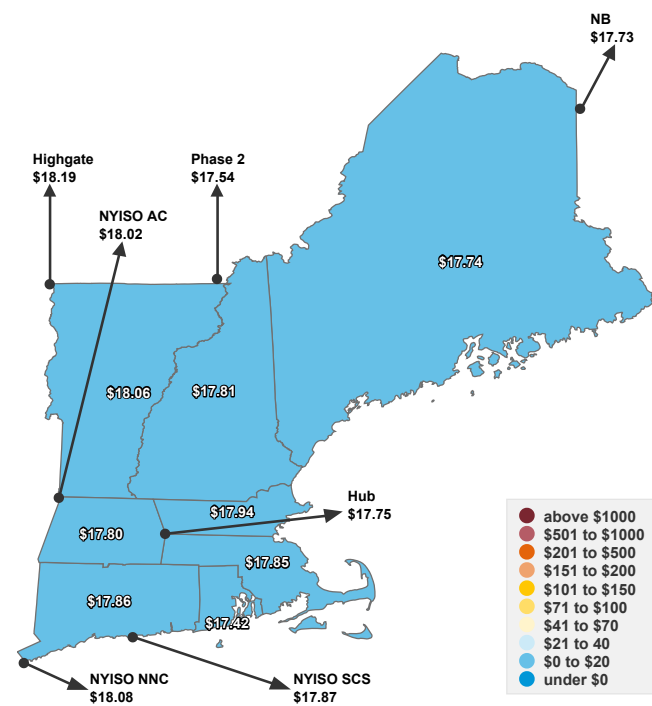 NB
$17.73
Highgate
$18.19
Phase 2
$17.54
NYISO AC
$18.02
$17.74
$18.06
$17.81
Hub
$17.75
$17.94
$17.80
$17.85
$17.86
$17.42
NYISO NNC
$18.08
NYISO SCS
$17.87
above $1000
$501 to $1000
$201 to $500
$151 to $200
$101 to $150
$71 to $100
$41 to $70
$21 to 40
$0 to $20
under $0